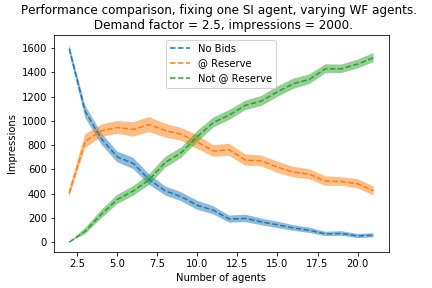 Performance comparison, fixing one SI agent, varying WF agents.
Demand factor = 2.5, impressions = 2000.
No Bids
@ Reserve
Not @ Reserve
Impressions
1600
1400
1200
1000
800
600
400
200
0
2.5 5.0 7.5 10.0 12.5 15.0 17.5 20.0
Number of agents